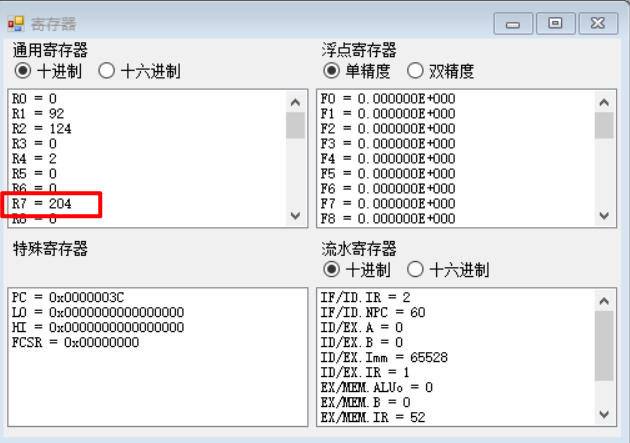 寄存器
通用寄存器
十进制 十六进制
R0 = 0
R1 = 92
R2 = 124
R3 = 0
R4 = 2
R5 = 0
R6 = 0
R7 = 204
R8 = 0
浮点寄存器
单精度 双精度
F0 = 0.000000E+000
F1 = 0.000000E+000
F2 = 0.000000E+000
F3 = 0.000000E+000
F4 = 0.000000E+000
F5 = 0.000000E+000
F6 = 0.000000E+000
F7 = 0.000000E+000
F8 = 0.000000E+000
特殊寄存器
PC = 0x0000003C
LO = 0x0000000000000000
HI = 0x0000000000000000
FCSR = 0x00000000
流水寄存器
十进制 十六进制
IF/ID.IR = 2
IF/ID.NPC = 60
ID/EX.A = 0
ID/EX.B = 0
ID/EX.Imm = 65528
ID/EX.IR = 1
EX/MEM.ALUo = 0
EX/MEM.B = 0
EX/MEM.IR = 52